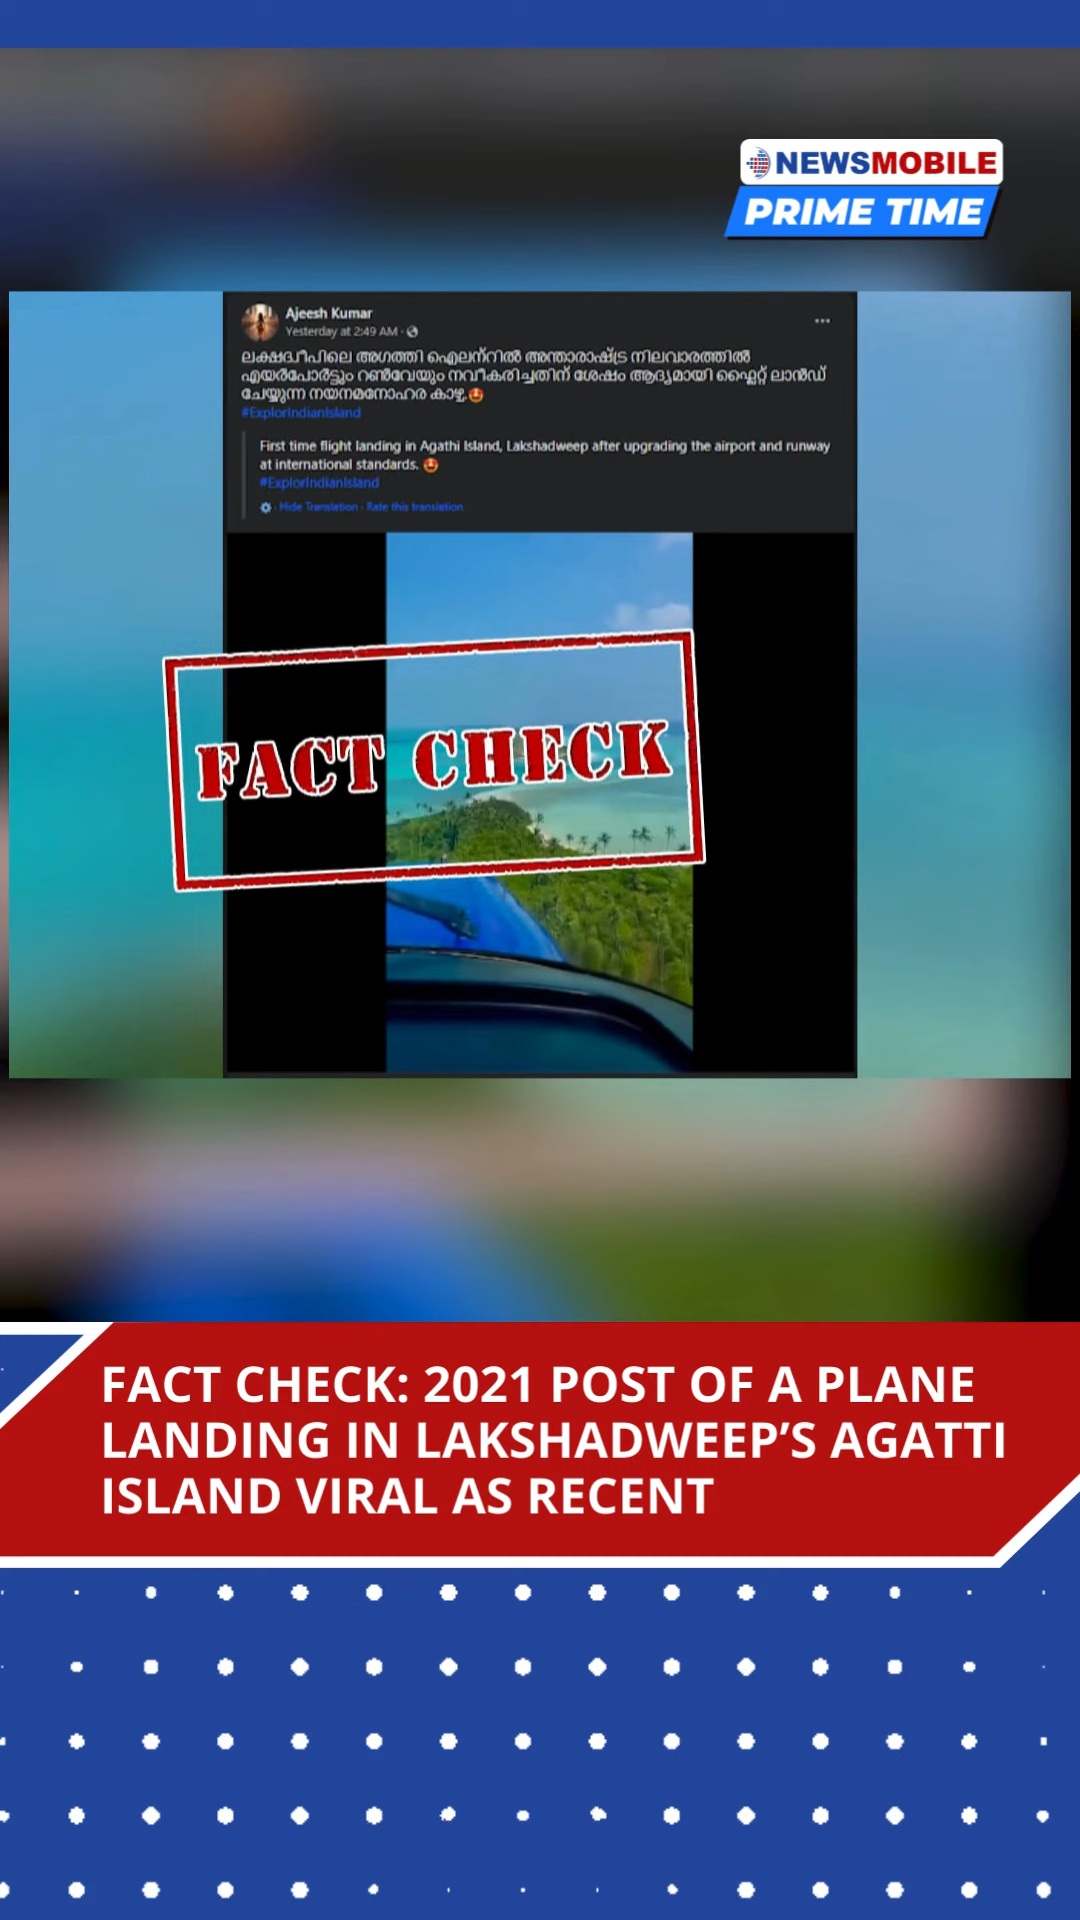 NEWSMOBILE
PRIME TIME
Ajeesh Kumar
Yesterday at 2:49 AM ·
ലക്ഷദ്വീപിലെ അഗത്തി ഐലന്റിൽ അന്താരാഷ്ട്ര നിലവാരത്തിൽ
എയർപോർട്ടും റൺവേയും നവീകരിച്ചതിന് ശേഷം ആദ്യമായി ഫ്ലൈറ്റ് ലാൻഡ്
ചേയ്യുന്ന നയനമനോഹര കാഴ്ച.🤩
#ExplorIndianIsland
First time flight landing in Agathi Island, Lakshadweep after upgrading the airport and runway
at international standards. 🤩
#ExplorIndianIsland
· Hide Translation · Rate this translation
FACT CHECK
FACT CHECK: 2021 POST OF A PLANE
LANDING IN LAKSHADWEEP’S AGATTI
ISLAND VIRAL AS RECENT